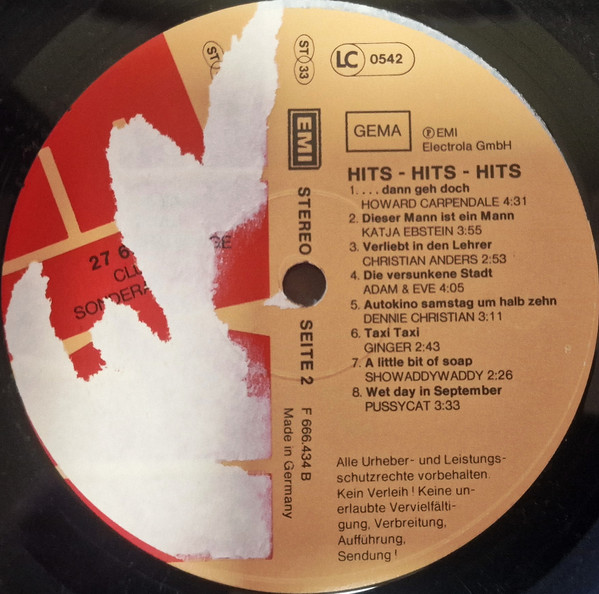 ST
ST 33
LC 0542
EMI
GEMA
Ⓟ EMI
Electrola GmbH
HITS - HITS - HITS
1. . . . dann geh doch
HOWARD CARPENDALE 4:31
2. Dieser Mann ist ein Mann
KATJA EBSTEIN 3:55
3. Verliebt in den Lehrer
CHRISTIAN ANDERS 2:53
4. Die versunkene Stadt
ADAM & EVE 4:05
5. Autokino samstag um halb zehn
DENNIE CHRISTIAN 3:11
6. Taxi Taxi
GINGER 2:43
7. A little bit of soap
SHOWADDYWADDY 2:26
8. Wet day in September
PUSSYCAT 3:33
STEREO SEITE 2
F 666.434 B
Made in Germany
27 6
Alle Urheber- und Leistungs-
schutzrechte vorbehalten.
Kein Verleih! Keine un-
erlaubte Vervielfälti-
gung, Verbreitung,
Aufführung,
Sendung!